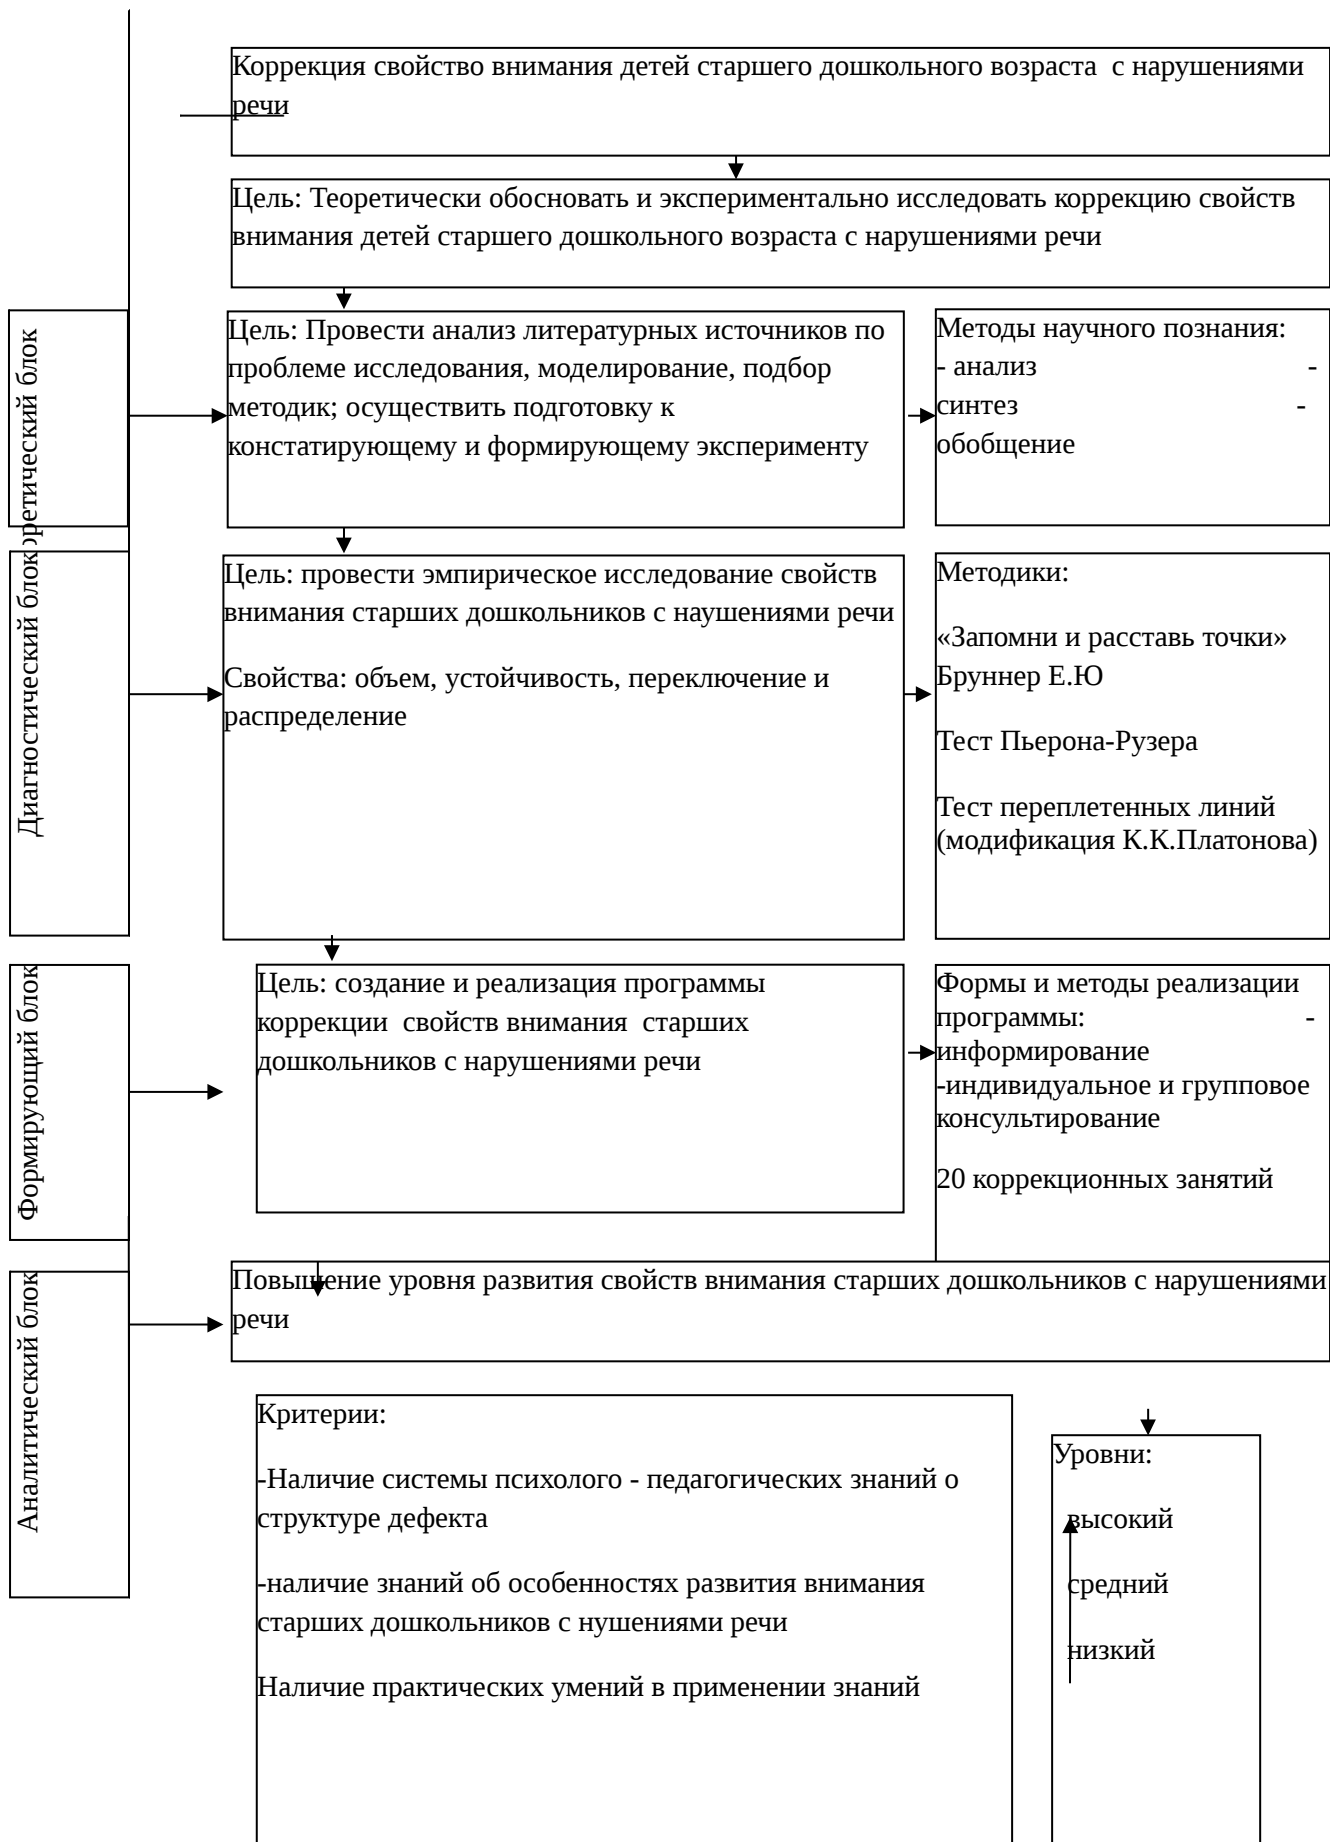 Коррекция свойство внимания детей старшего дошкольного возраста  с нарушениями
речи
Цель: Теоретически обосновать и экспериментально исследовать коррекцию свойств
внимания детей старшего дошкольного возраста с нарушениями речи
оретический блок
Цель: Провести анализ литературных источников по
проблеме исследования, моделирование, подбор
методик; осуществить подготовку к
констатирующему и формирующему эксперименту
Методы научного познания:
- анализ -
синтез -
обобщение
Диагностический блок
Цель: провести эмпирическое исследование свойств
внимания старших дошкольников с наушениями речи
Свойства: объем, устойчивость, переключение и
распределение
Методики:
«Запомни и расставь точки»
Бруннер Е.Ю
Тест Пьерона-Рузера
Тест переплетенных линий
(модификация К.К.Платонова)
Формирующий блок
Цель: создание и реализация программы
коррекции  свойств внимания  старших
дошкольников с нарушениями речи
Формы и методы реализации
программы: -
информирование
-индивидуальное и групповое
консультирование
20 коррекционных занятий
Аналитический блок
Повышение уровня развития свойств внимания старших дошкольников с нарушениями
речи
Критерии:
-Наличие системы психолого - педагогических знаний о
структуре дефекта
-наличие знаний об особенностях развития внимания
старших дошкольников с нушениями речи
Наличие практических умений в применении знаний
Уровни:
высокий
средний
низкий